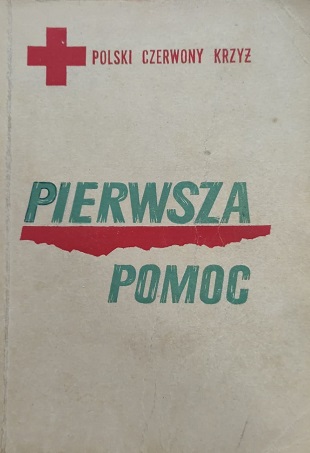 POLSKI CZERWONY KRZYŻ
PIERWSZA
POMOC